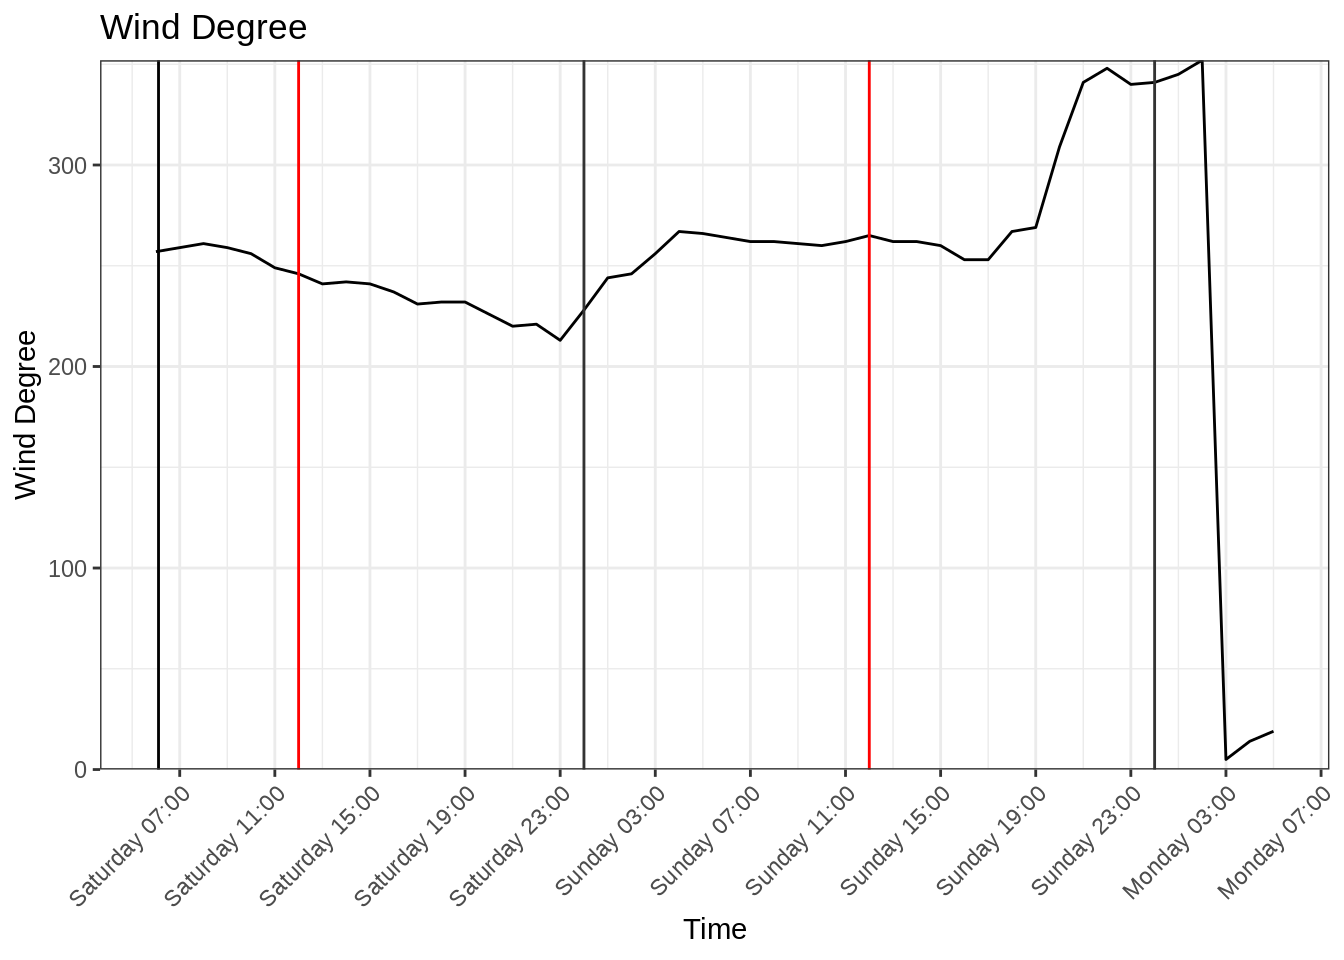 Wind Degree
Wind Degree
300
200
100
0
Saturday 07:00
Saturday 11:00
Saturday 15:00
Saturday 19:00
Saturday 23:00
Sunday 03:00
Sunday 07:00
Sunday 11:00
Sunday 15:00
Sunday 19:00
Sunday 23:00
Monday 03:00
Monday 07:00
Time